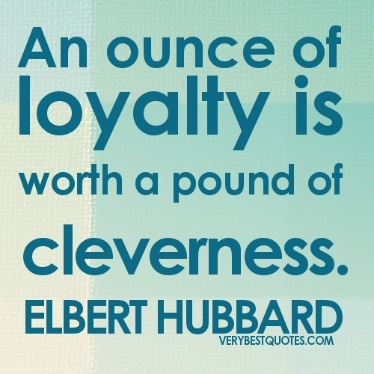 An ounce of
loyalty is
worth a pound of
cleverness.
ELBERT HUBBARD
VERYBESTQUOTES.COM